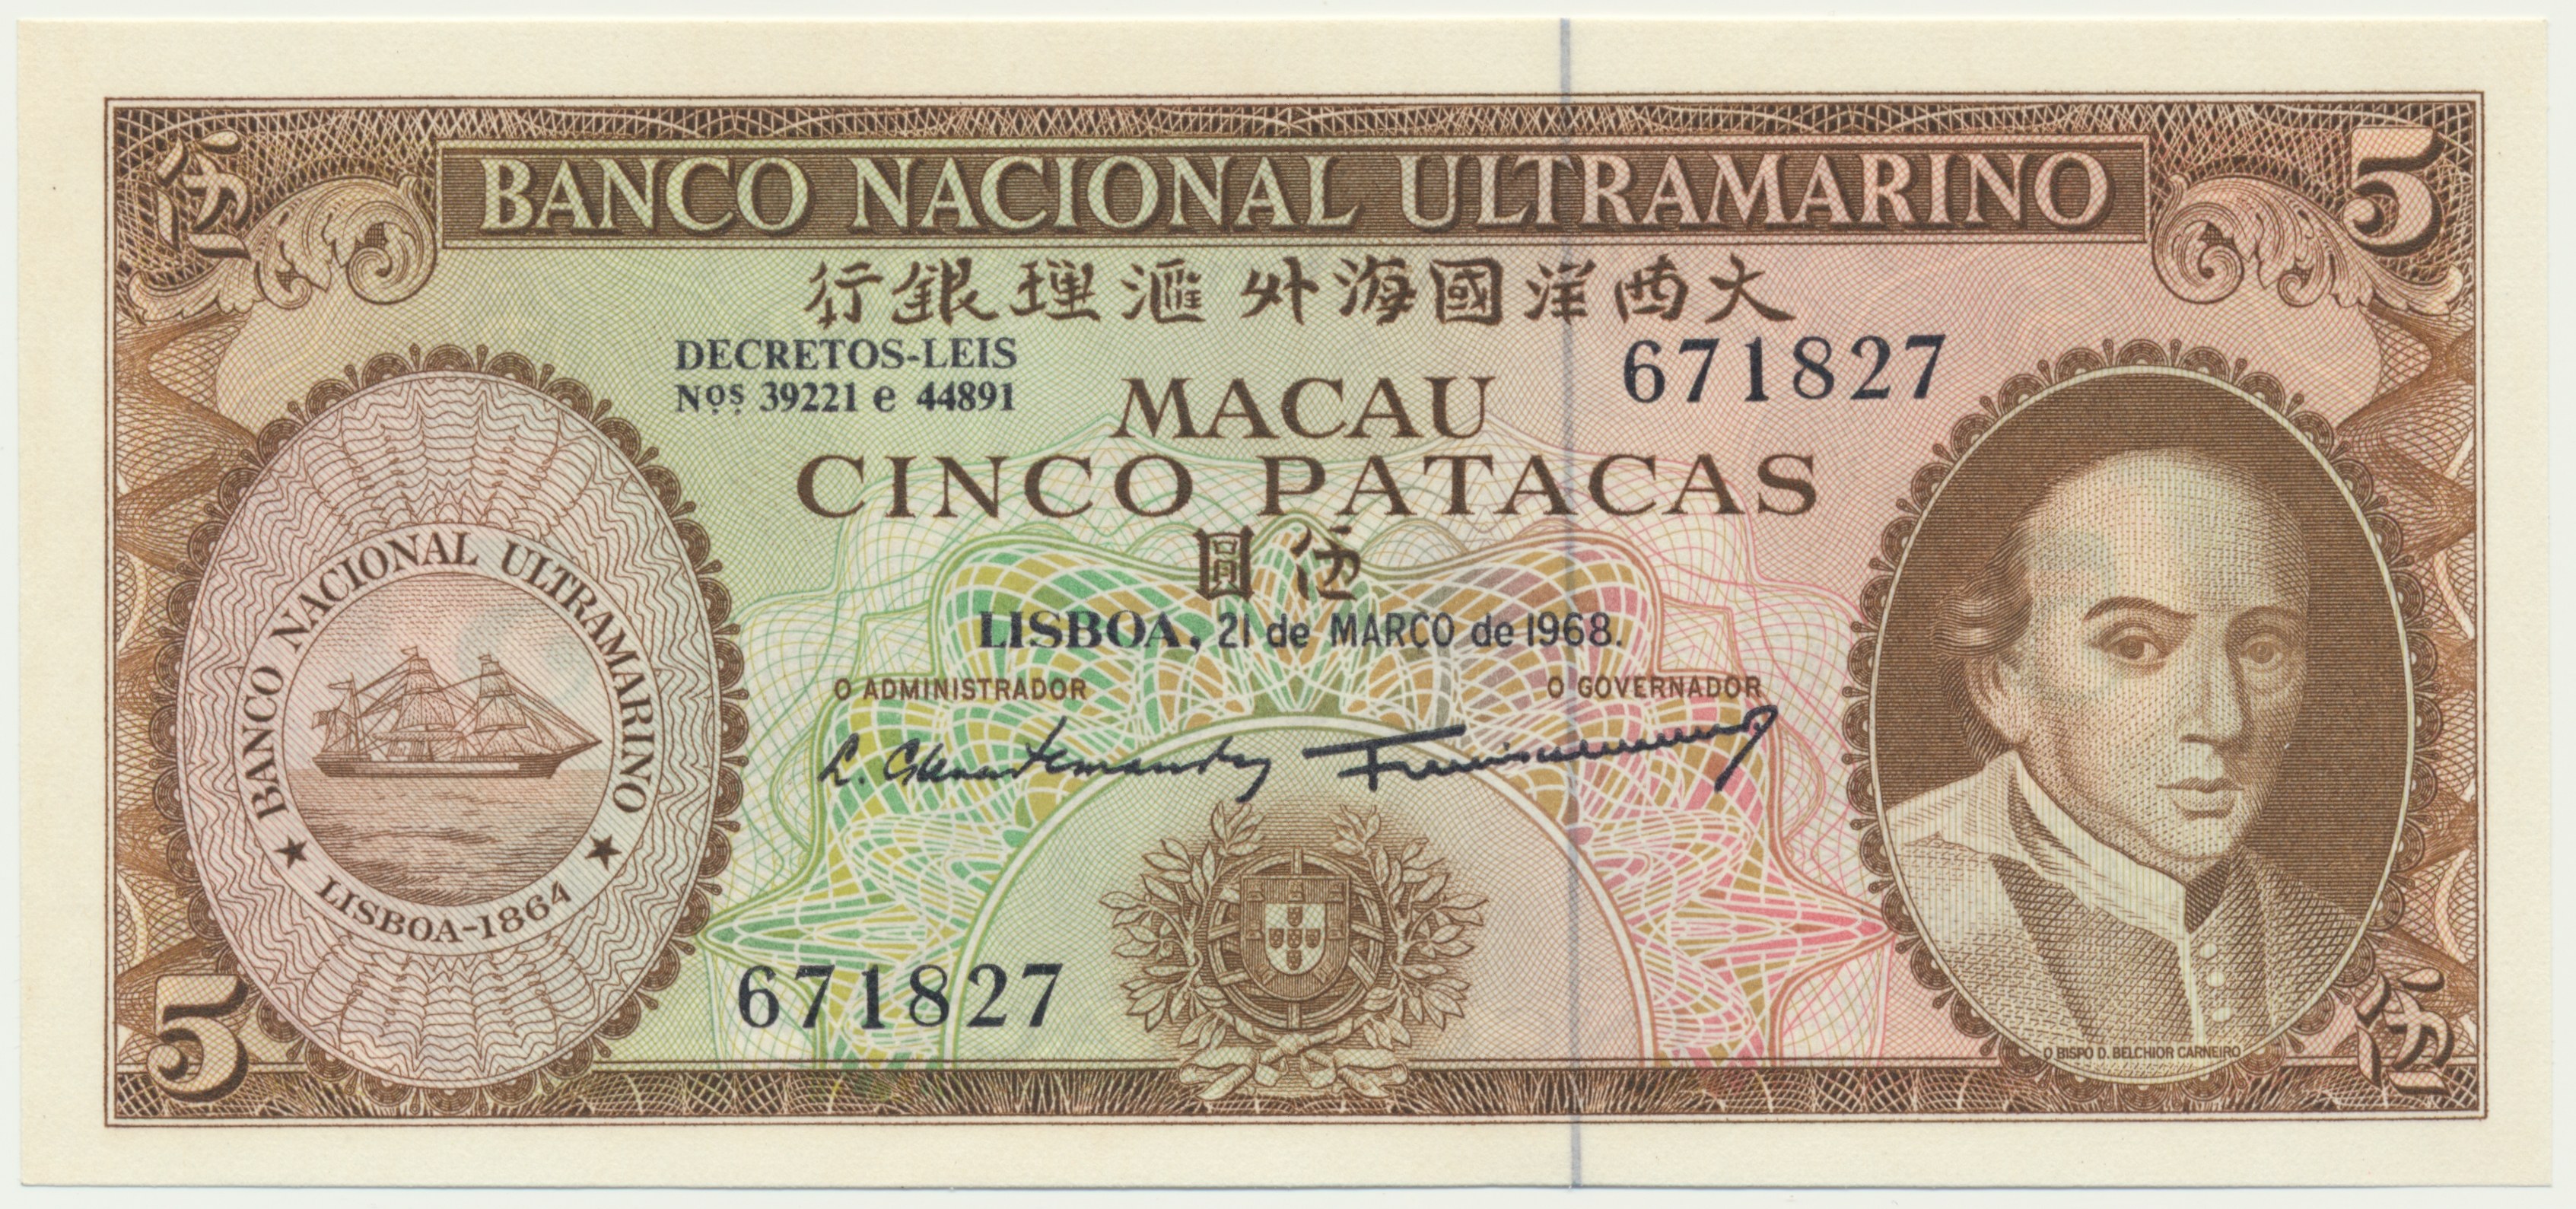 伍
BANCO NACIONAL ULTRAMARINO
5
大西洋國海外滙理銀行
DECRETOS-LEIS
Nos. 39221 e 44891
671827
MACAU
CINCO PATACAS
伍圓
LISBOA, 21 de MARÇO de 1968.
O ADMINISTRADOR
O GOVERNADOR
BANCO NACIONAL ULTRAMARINO
★ LISBOA-1864 ★
671827
O BISPO D. BELCHIOR CARNEIRO
5
伍